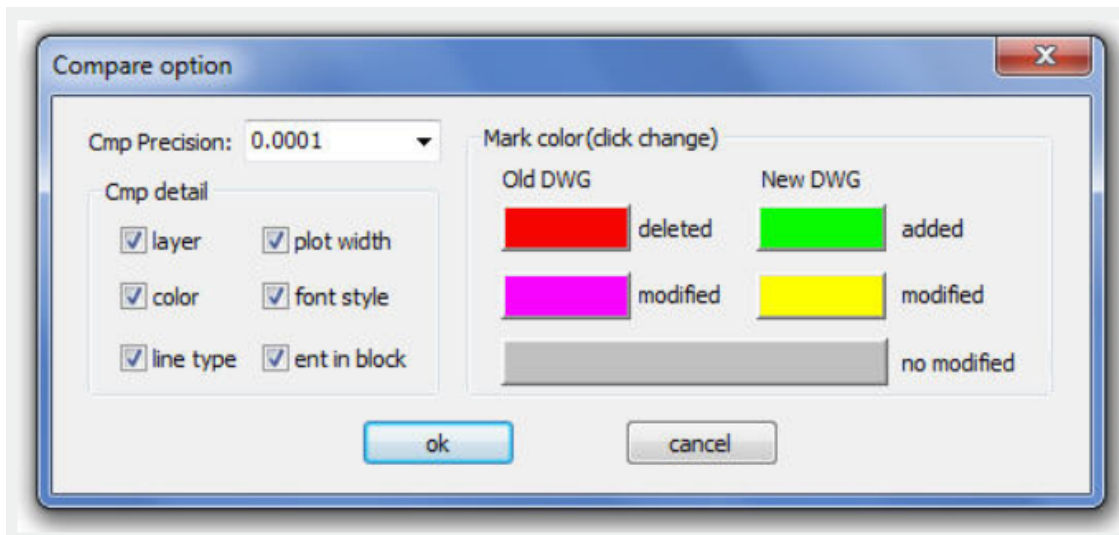 Compare option
X
Cmp Precision: 0.0001
Cmp detail
layer
plot width
color
font style
line type
ent in block
Mark color(click change)
Old DWG
New DWG
deleted
added
modified
modified
no modified
ok
cancel